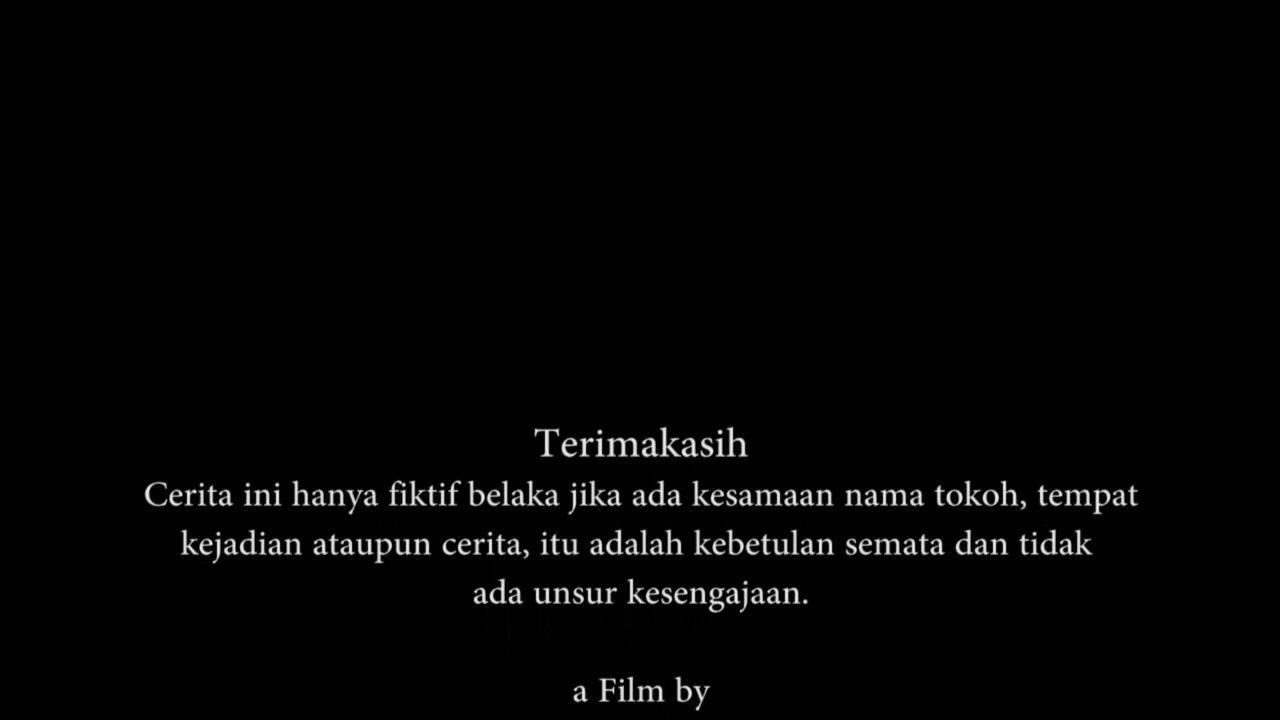 Terimakasih
Cerita ini hanya fiktif belaka jika ada kesamaan nama tokoh, tempat
kejadian ataupun cerita, itu adalah kebetulan semata dan tidak
ada unsur kesengajaan.
a Film by